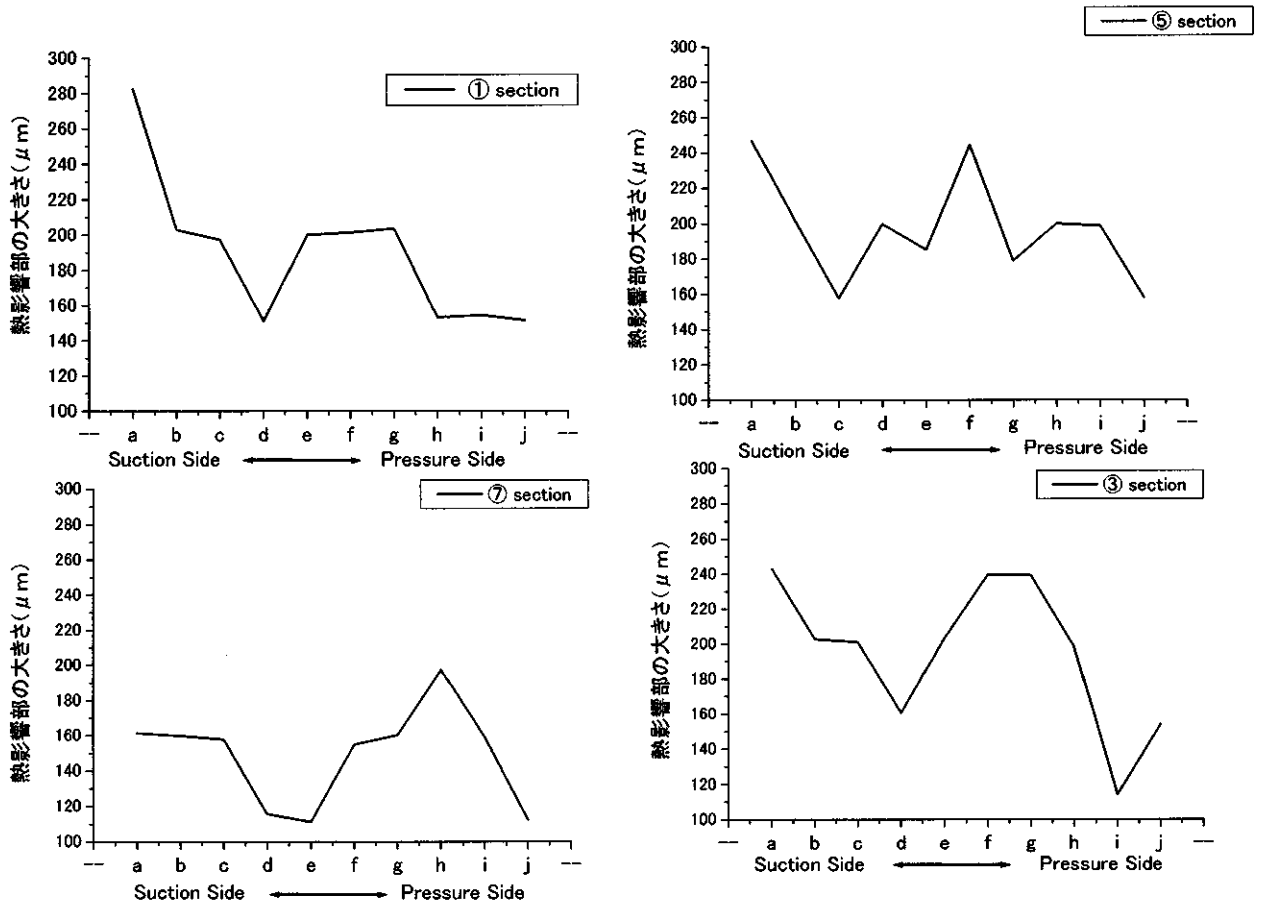 ① section
熱影響部の大きさ(μm)
300
280
260
240
220
200
180
160
140
120
100
-- a b c d e f g h i j --
Suction Side Pressure Side
⑤ section
熱影響部の大きさ(μm)
300
280
260
240
220
200
180
160
140
120
100
-- a b c d e f g h i j --
Suction Side Pressure Side
⑦ section
熱影響部の大きさ(μm)
300
280
260
240
220
200
180
160
140
120
100
-- a b c d e f g h i j --
Suction Side Pressure Side
③ section
熱影響部の大きさ(μm)
300
280
260
240
220
200
180
160
140
120
100
-- a b c d e f g h i j --
Suction Side Pressure Side